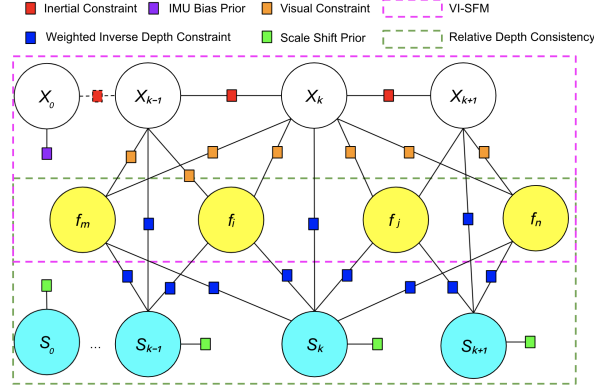 Inertial Constraint IMU Bias Prior Visual Constraint VI-SFM
Weighted Inverse Depth Constraint Scale Shift Prior Relative Depth Consistency
X₀ Xₖ₋₁ Xₖ Xₖ₊₁
fₘ fᵢ fⱼ fₙ
S₀ ... Sₖ₋₁ Sₖ Sₖ₊₁